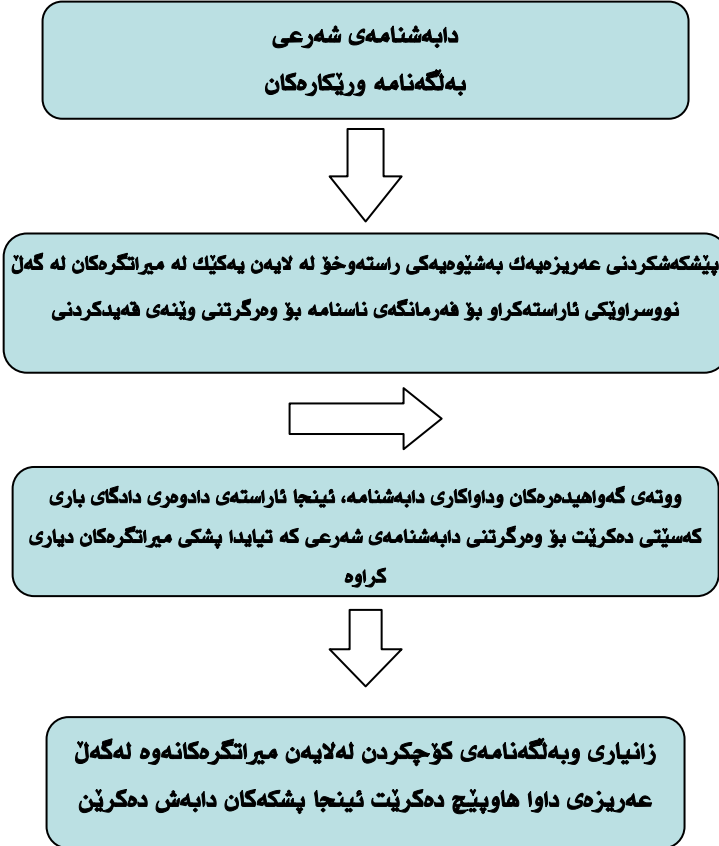 دابەشنامەی شەرعی
بەڵگەنامە ورێکارەکان
پێشکەشکردنی عەریزەیەك بەشێوەیەکی راستەوخۆ لە لایەن یەکێك لە میراتگرەکان لە گەڵ
نووسراوێکی ئاراستەکراو بۆ فەرمانگەی ناسنامە بۆ وەرگرتنی وێنەی قەیدکردنی
ووتەی گەواهیدەرەکان وداواکاری دابەشنامە، ئینجا ئاراستەی دادوەری دادگای باری
کەسێتی دەکرێت بۆ وەرگرتنی دابەشنامەی شەرعی کە تیایدا پشکی میراتگرەکان دیاری
کراوە
زانیاری وبەڵگەنامەی کۆچکردن لەلایەن میراتگرەکانەوە لەگەڵ
عەریزەی داوا هاوپێچ دەکرێت ئینجا پشکەکان دابەش دەکرێن